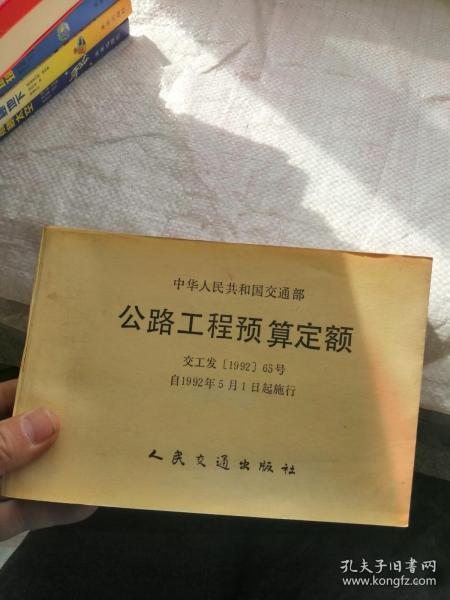 中华人民共和国交通部
公路工程预算定额
交工发〔1992〕65号
自1992年5月1日起施行
人民交通出版社
孔夫子旧书网
www.kongfz.com